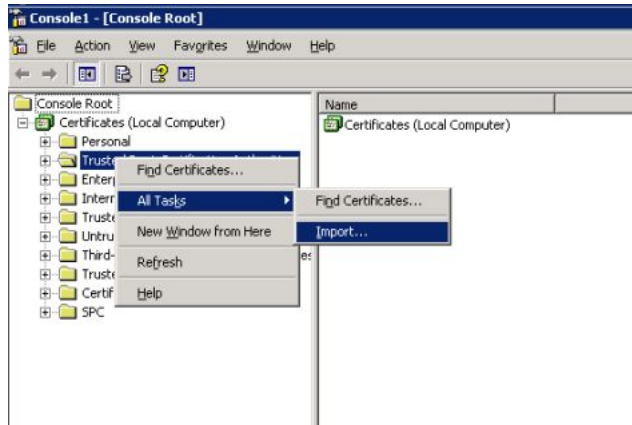 Console1 - [Console Root]
File Action View Favorites Window Help
Console Root
Name
Certificates (Local Computer)
Certificates (Local Computer)
Personal
Truste
Find Certificates...
Enter
Intern
All Tasks
Find Certificates...
Truste
Untru
New Window from Here
Import...
Third-
es
Refresh
Truste
Certif
Help
SPC